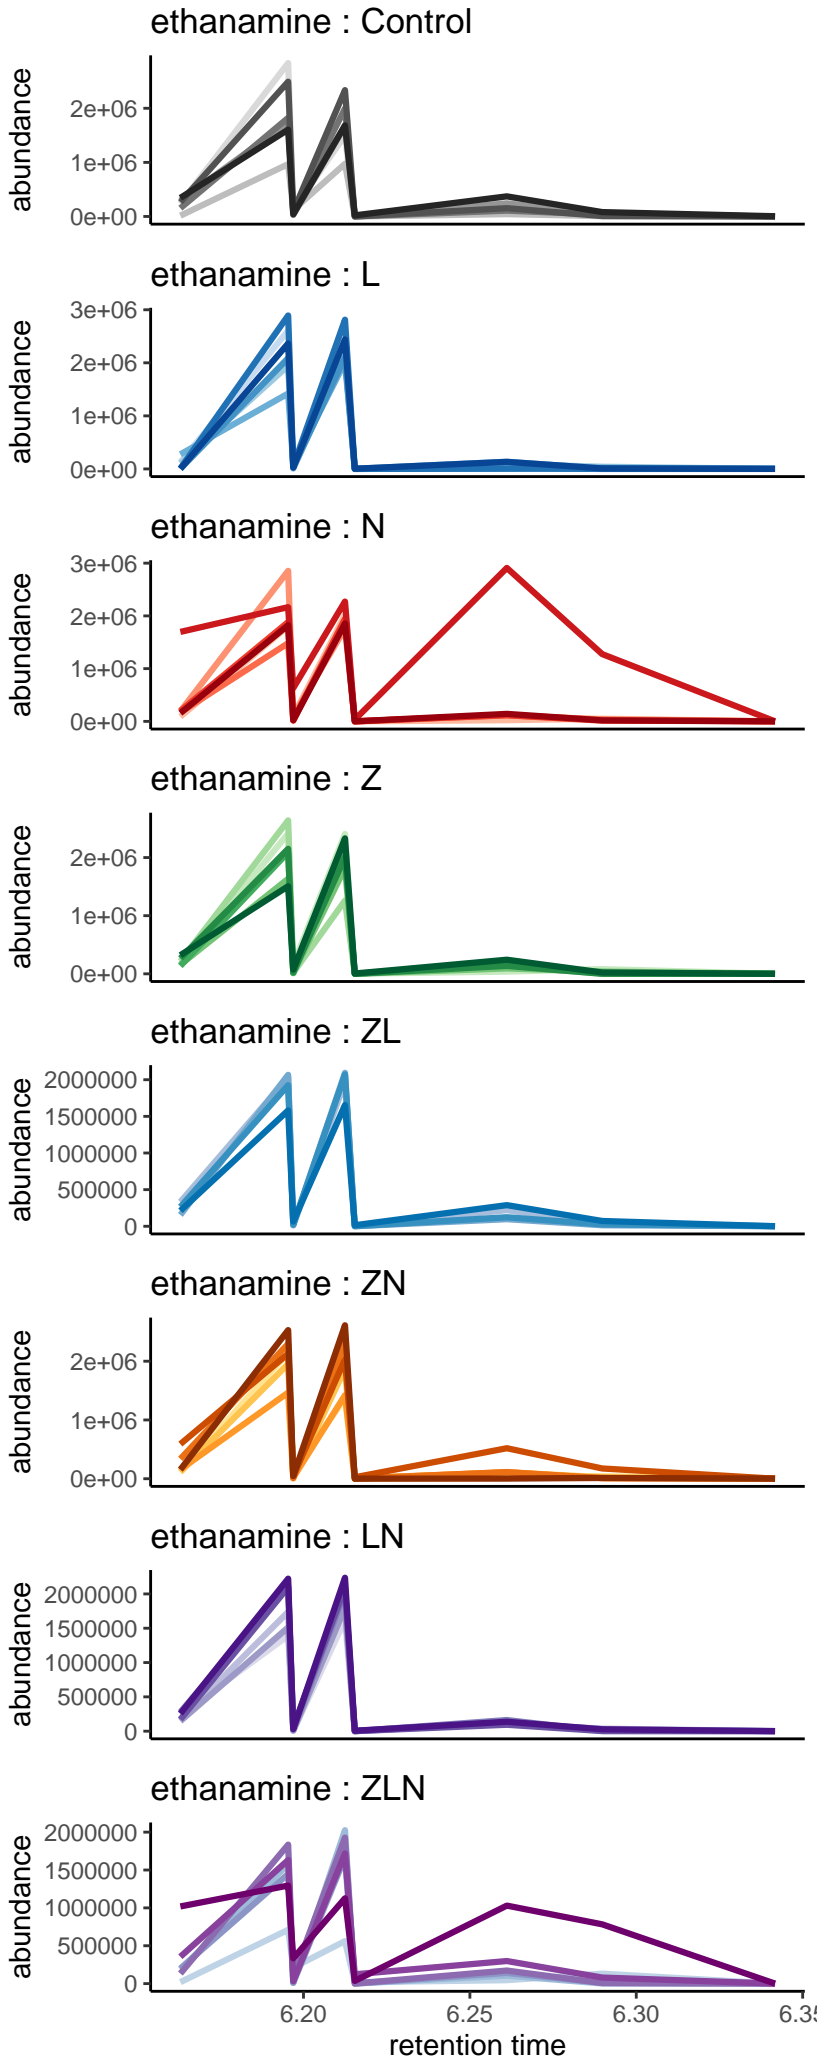 ethanamine : Control
abundance
2e+06
1e+06
0e+00
ethanamine : L
abundance
3e+06
2e+06
1e+06
0e+00
ethanamine : N
abundance
3e+06
2e+06
1e+06
0e+00
ethanamine : Z
abundance
2e+06
1e+06
0e+00
ethanamine : ZL
abundance
2000000
1500000
1000000
500000
0
ethanamine : ZN
abundance
2e+06
1e+06
0e+00
ethanamine : LN
abundance
2000000
1500000
1000000
500000
0
ethanamine : ZLN
abundance
2000000
1500000
1000000
500000
0
6.20 6.25 6.30 6.35
retention time